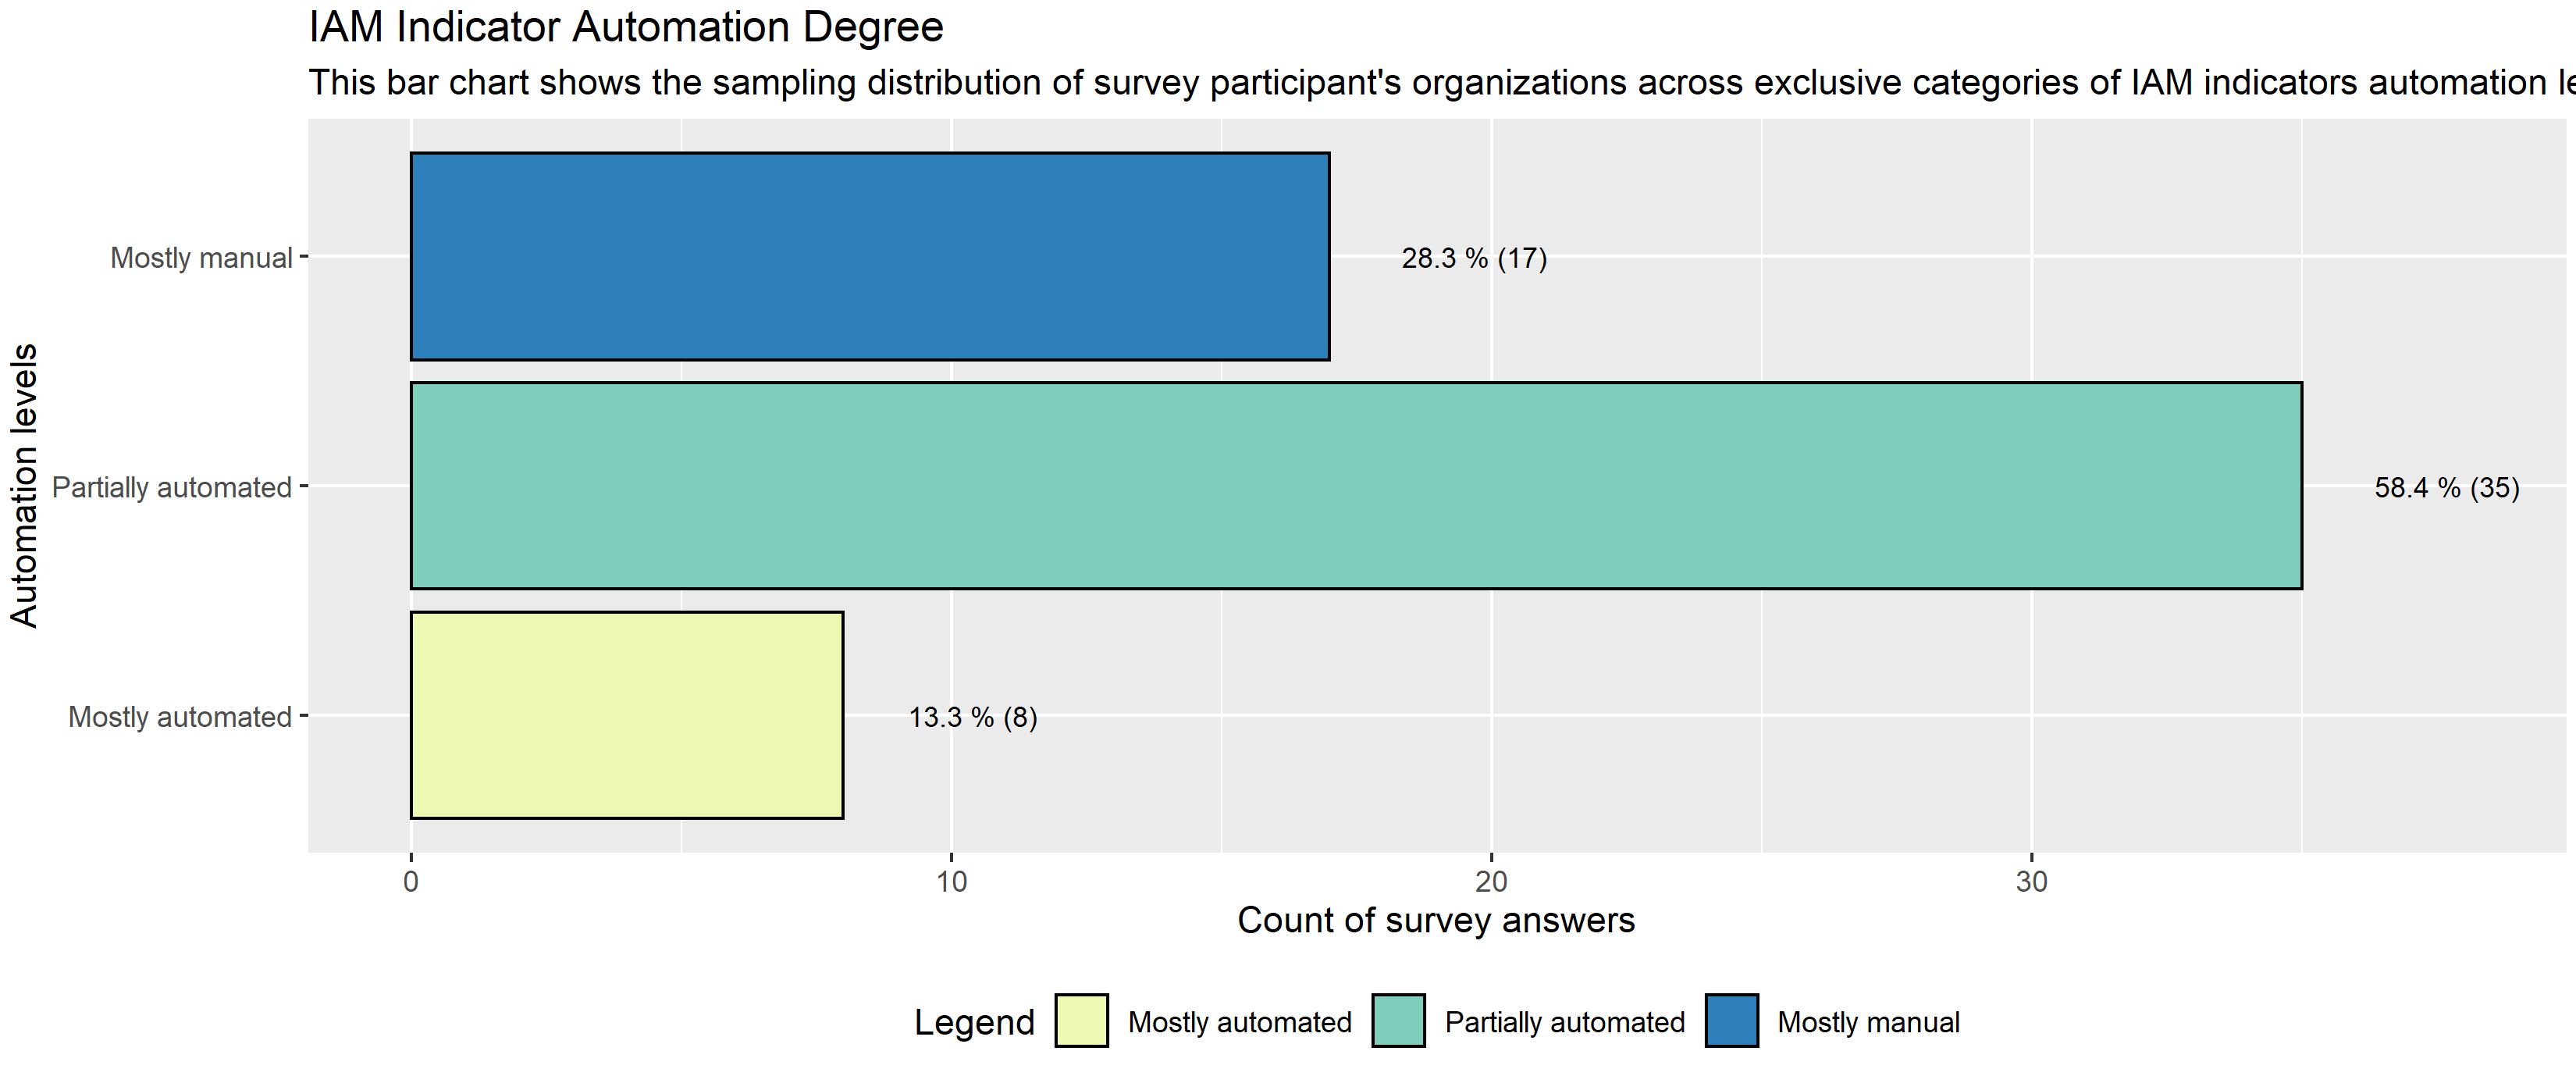 IAM Indicator Automation Degree
This bar chart shows the sampling distribution of survey participant's organizations across exclusive categories of IAM indicators automation
Automation levels
Mostly manual
28.3 % (17)
Partially automated
58.4 % (35)
Mostly automated
13.3 % (8)
0 10 20 30
Count of survey answers
Legend Mostly automated Partially automated Mostly manual